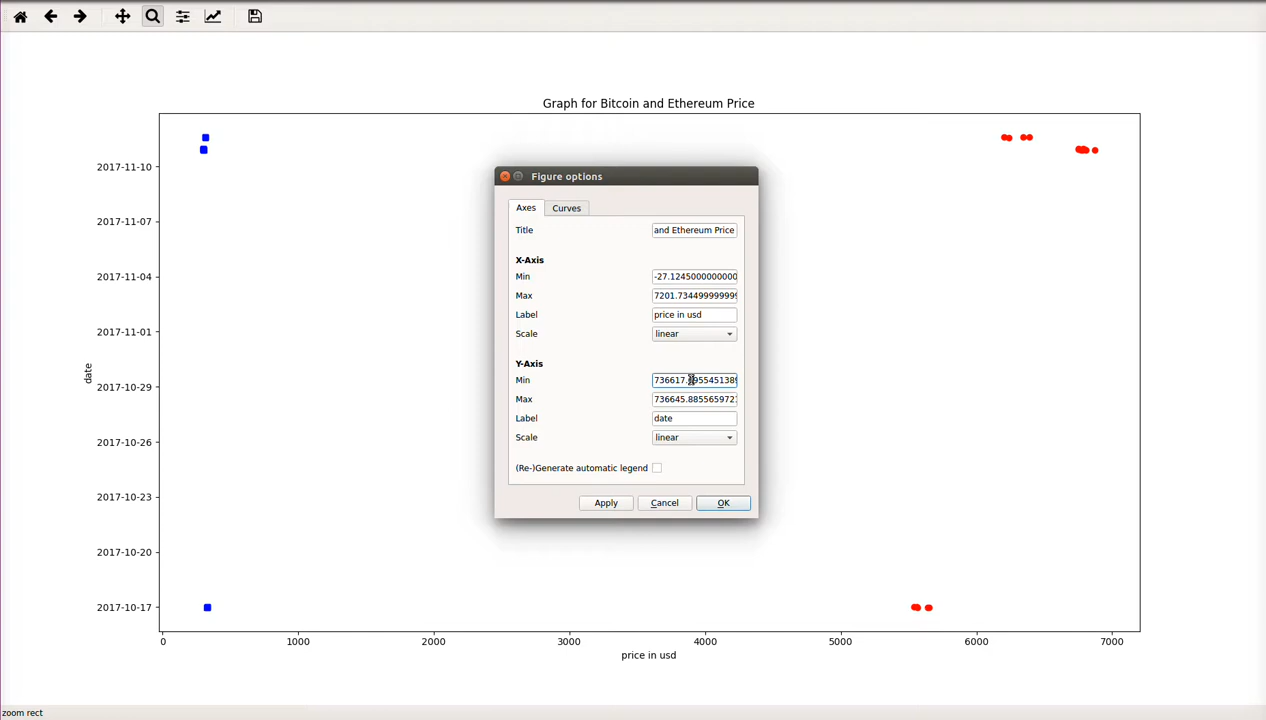 Graph for Bitcoin and Ethereum Price
2017-11-10
2017-11-07
2017-11-04
2017-11-01
2017-10-29
2017-10-26
2017-10-23
2017-10-20
2017-10-17
date
0 1000 2000 3000 4000 5000 6000 7000
price in usd
Figure options
Axes Curves
Title and Ethereum Price
X-Axis
Min -27.1245000000000
Max 7201.734499999999
Label price in usd
Scale linear
Y-Axis
Min
Max 736645.885565972
Label date
Scale linear
(Re-)Generate automatic legend
Apply Cancel OK
zoom rect